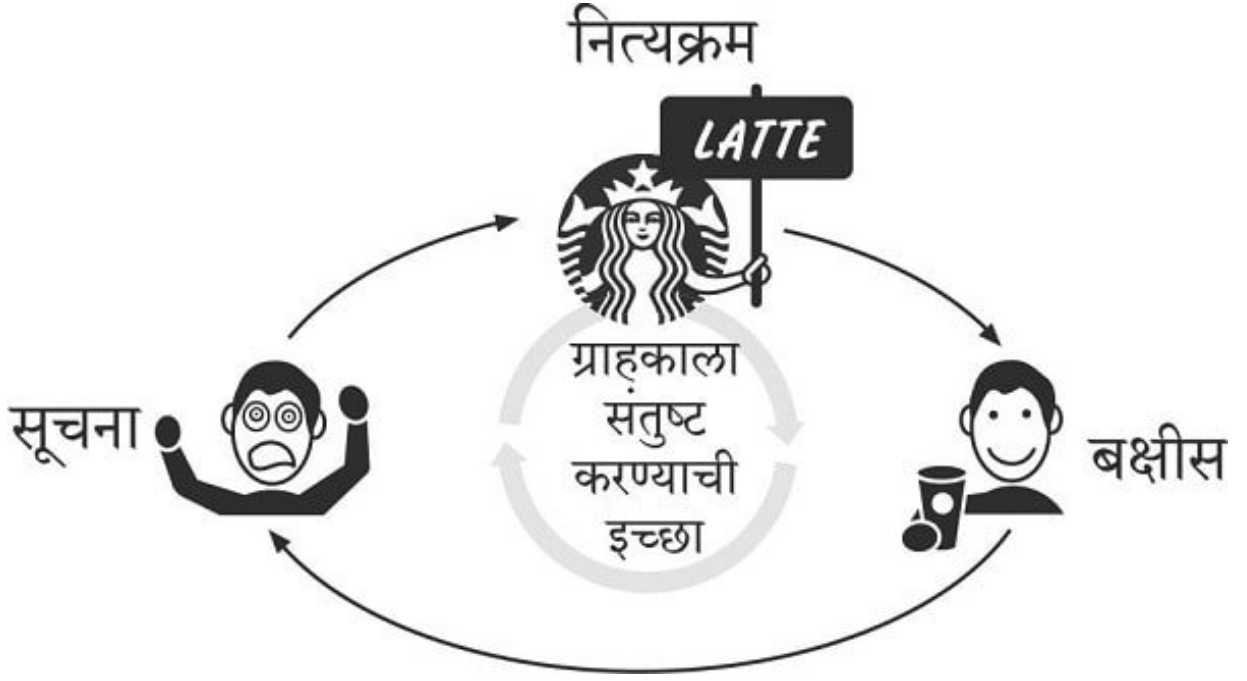 नित्यक्रम
LATTE
सूचना
ग्राहकाला
संतुष्ट
करण्याची
इच्छा
बक्षीस